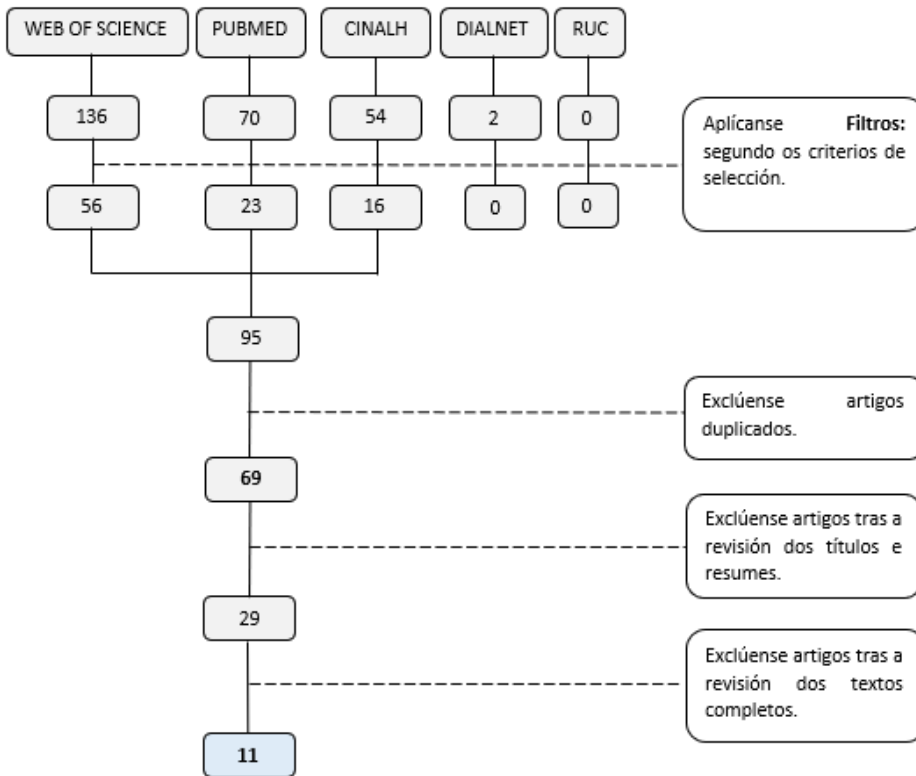 WEB OF SCIENCE
PUBMED
CINALH
DIALNET
RUC
136
70
54
2
0
Aplícanse Filtros:
segundo os criterios de
selección.
56
23
16
0
0
95
Exclúense artigos
duplicados.
69
Exclúense artigos tras a
revisión dos títulos e
resumes.
29
Exclúense artigos tras a
revisión dos textos
completos.
11